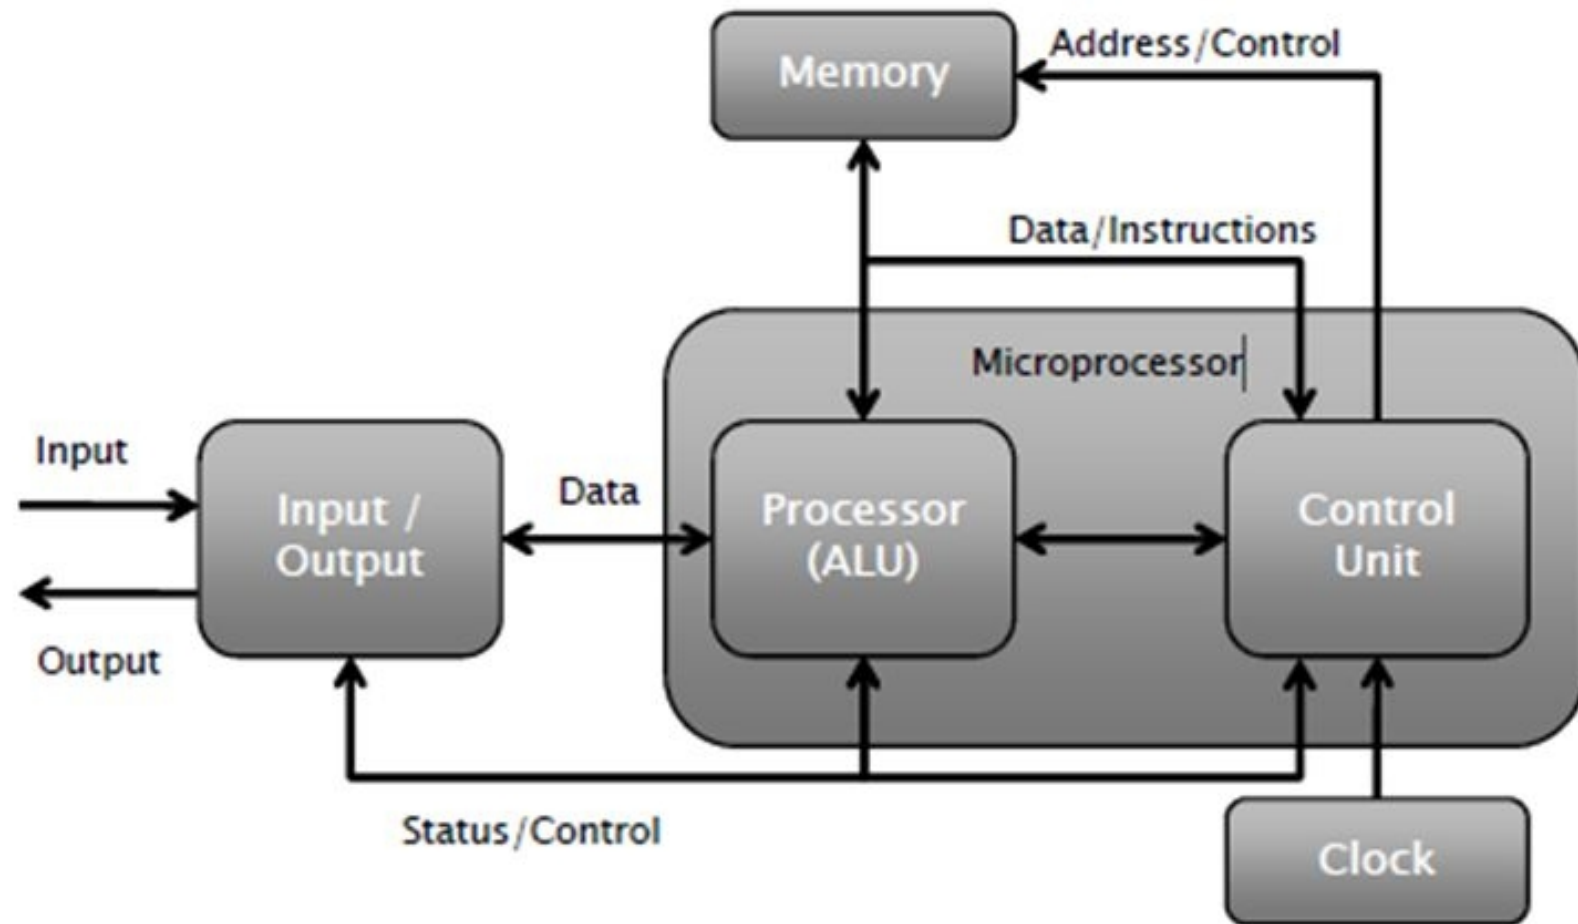 Memory
Address/Control
Data/Instructions
Microprocessor
Input
Input /
Output
Data
Processor
(ALU)
Control
Unit
Output
Status/Control
Clock